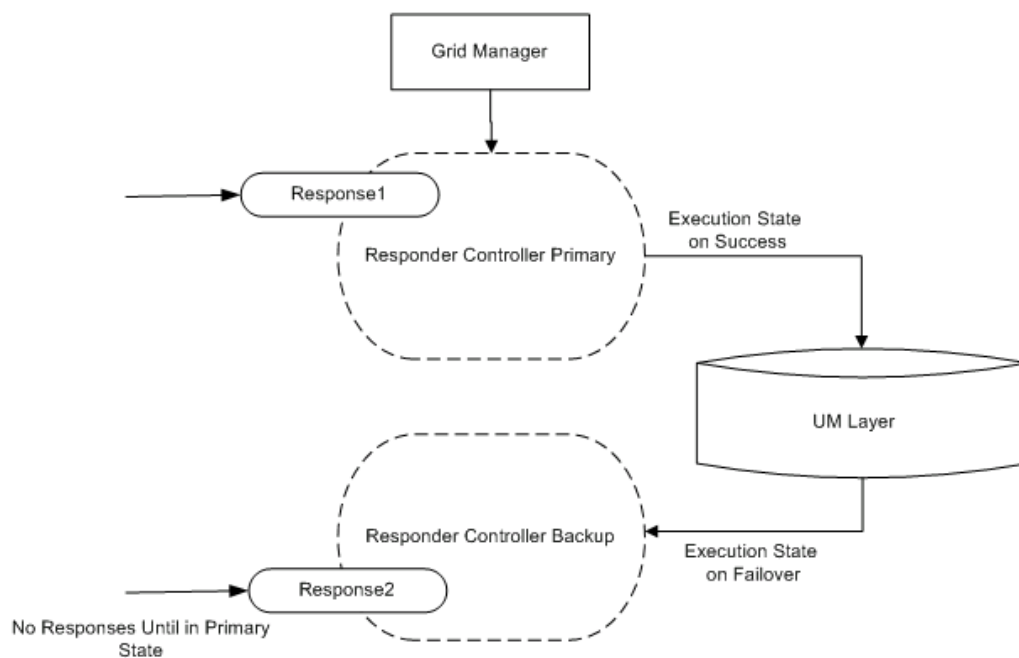 Grid Manager
Response1
Execution State
on Success
Responder Controller Primary
UM Layer
Responder Controller Backup
Execution State
on Failover
Response2
No Responses Until in Primary
State